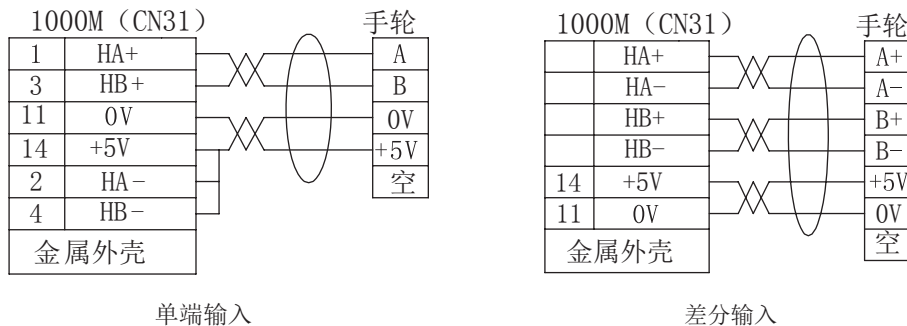 1000M（CN31） 手轮
1 HA+ A
3 HB+ B
11 0V 0V
14 +5V +5V
2 HA- 空
4 HB-
金属外壳
单端输入
1000M（CN31） 手轮
HA+ A+
HA- A-
HB+ B+
HB- B-
14 +5V +5V
11 0V 0V
金属外壳 空
差分输入